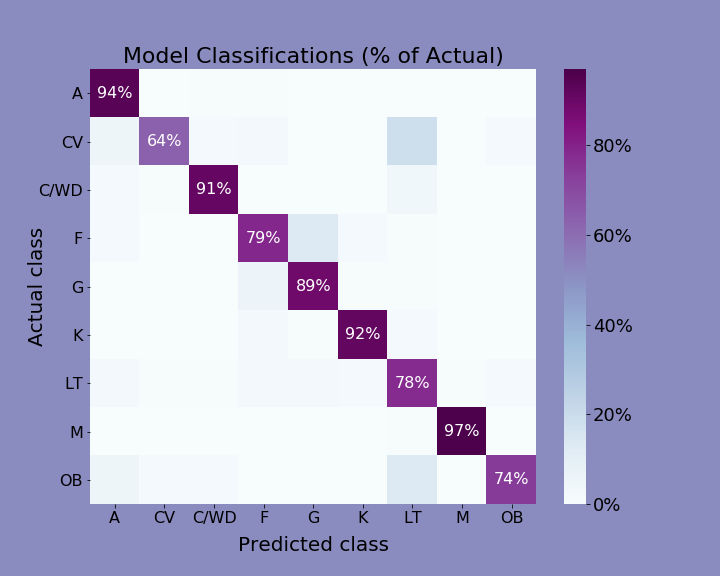 Model Classifications (% of Actual)
A
94%
CV
64%
C/WD
91%
F
79%
G
89%
K
92%
LT
78%
M
97%
OB
74%
A CV C/WD F G K LT M OB
Predicted class
Actual class
80%
60%
40%
20%
0%